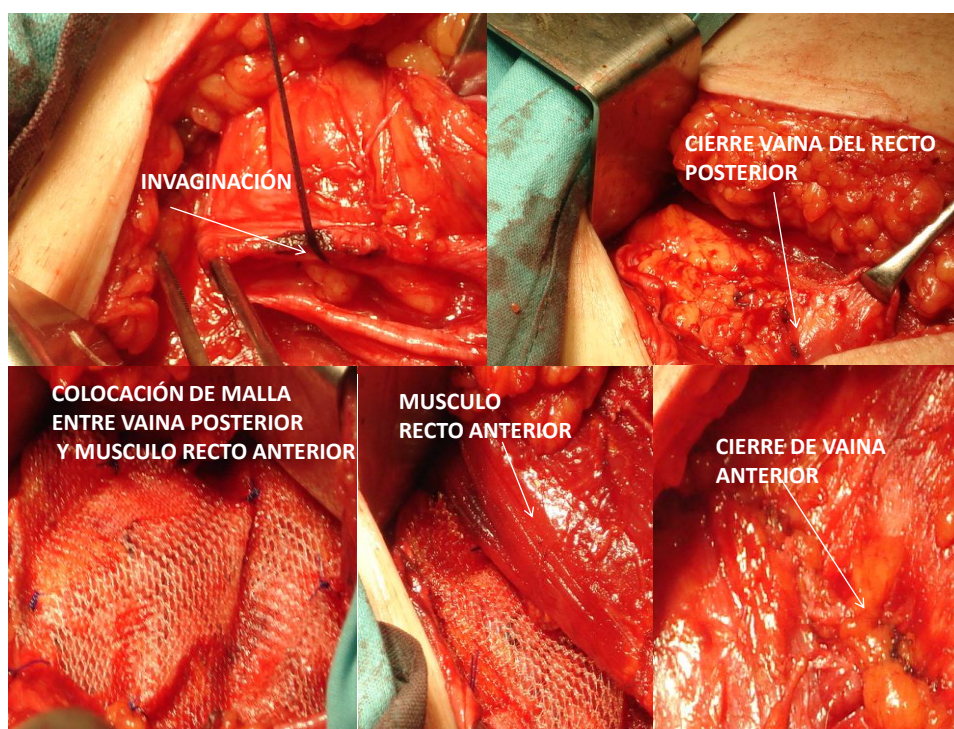 INVAGINACIÓN
CIERRE VAINA DEL RECTO
POSTERIOR
COLOCACIÓN DE MALLA
ENTRE VAINA POSTERIOR
Y MUSCULO RECTO ANTERIOR
MUSCULO
RECTO ANTERIOR
CIERRE DE VAINA
ANTERIOR